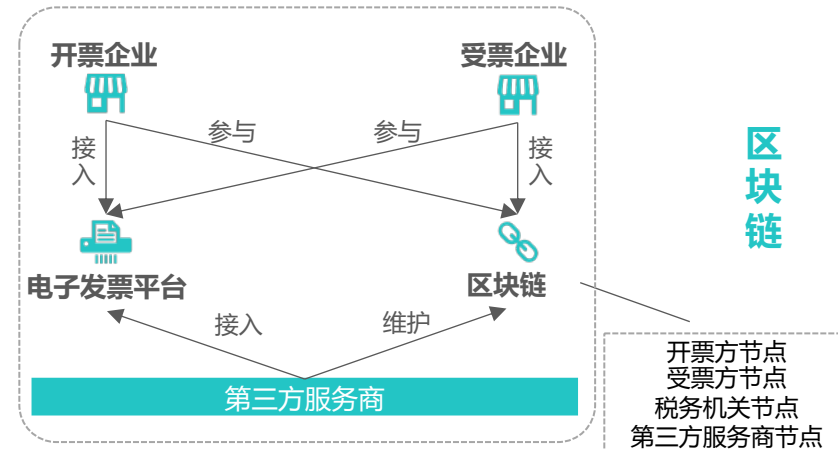 开票企业
受票企业
接入
参与
参与
接入
电子发票平台
区块链
接入
维护
第三方服务商
区块链
开票方节点
受票方节点
税务机关节点
第三方服务商节点